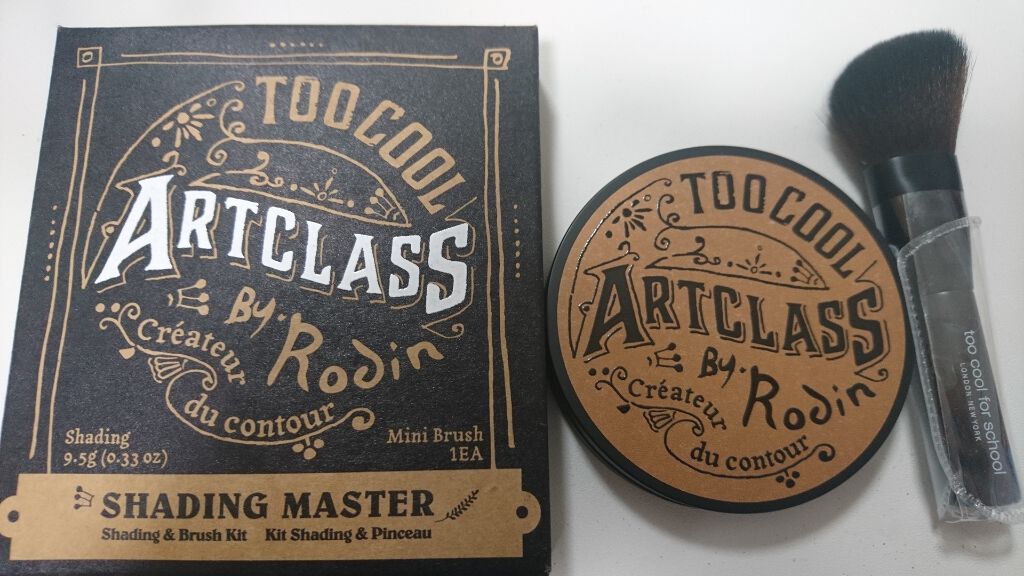 TOO COOL
ARTCLASS
By. Rodin
Créateur
du contour
Shading
9.5g (0.33 oz)
Mini Brush
1EA
SHADING MASTER
Shading & Brush Kit Kit Shading & Pinceau
TOO COOL
ARTCLASS
By. Rodin
Créateur
du contour
too cool for school
LONDON NEW YORK